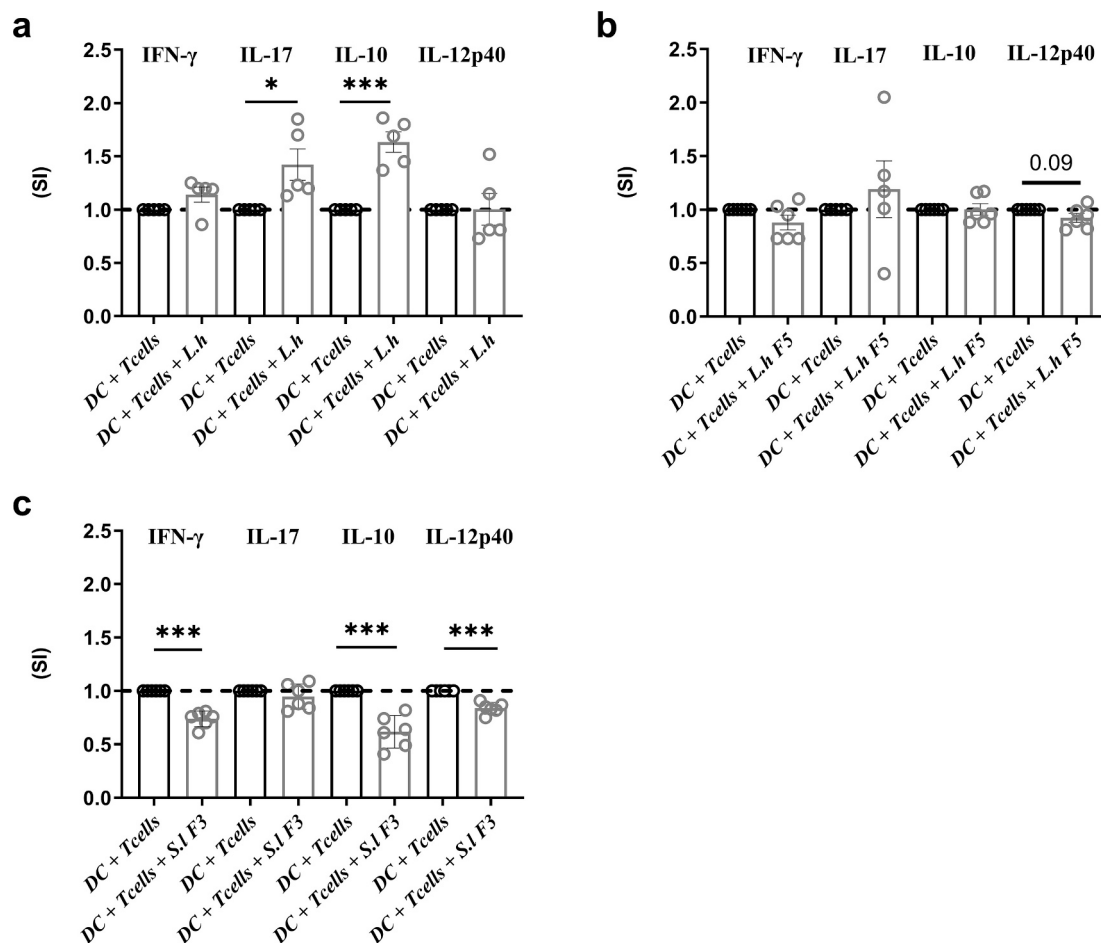 a
IFN-γ IL-17 IL-10 IL-12p40
* ***
(SI)
2.5
2.0
1.5
1.0
0.5
0.0
DC + Tcells
DC + Tcells + L.h
DC + Tcells
DC + Tcells + L.h
DC + Tcells
DC + Tcells + L.h
DC + Tcells
DC + Tcells + L.h
b
IFN-γ IL-17 IL-10 IL-12p40
0.09
(SI)
2.5
2.0
1.5
1.0
0.5
0.0
DC + Tcells
DC + Tcells + L.h F5
DC + Tcells
DC + Tcells + L.h F5
DC + Tcells
DC + Tcells + L.h F5
DC + Tcells
DC + Tcells + L.h F5
c
IFN-γ IL-17 IL-10 IL-12p40
*** *** ***
(SI)
2.5
2.0
1.5
1.0
0.5
0.0
DC + Tcells
DC + Tcells + S.l F3
DC + Tcells
DC + Tcells + S.l F3
DC + Tcells
DC + Tcells + S.l F3
DC + Tcells
DC + Tcells + S.l F3